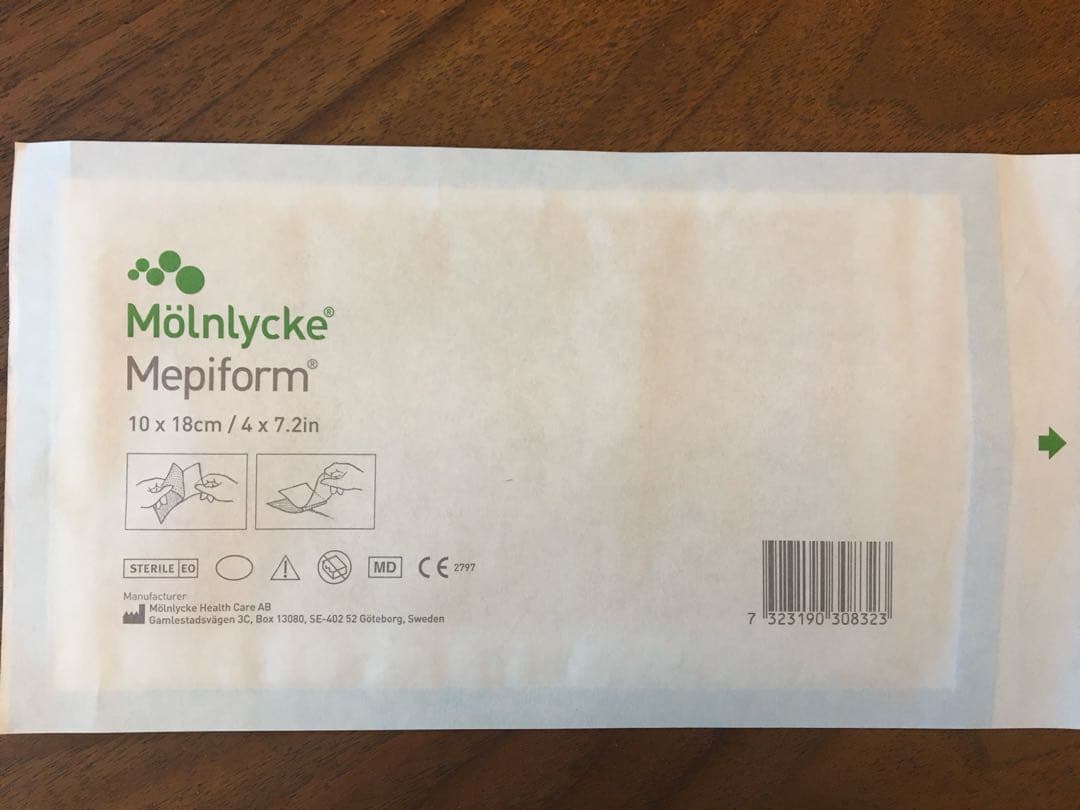 Mölnlycke®
Mepiform®
10 x 18cm / 4 x 7.2in
STERILE EO
MD
CE 2797
Manufacturer
Mölnlycke Health Care AB
Gamlestadsvägen 3C, Box 13080, SE-402 52 Göteborg, Sweden
7 323190 308323